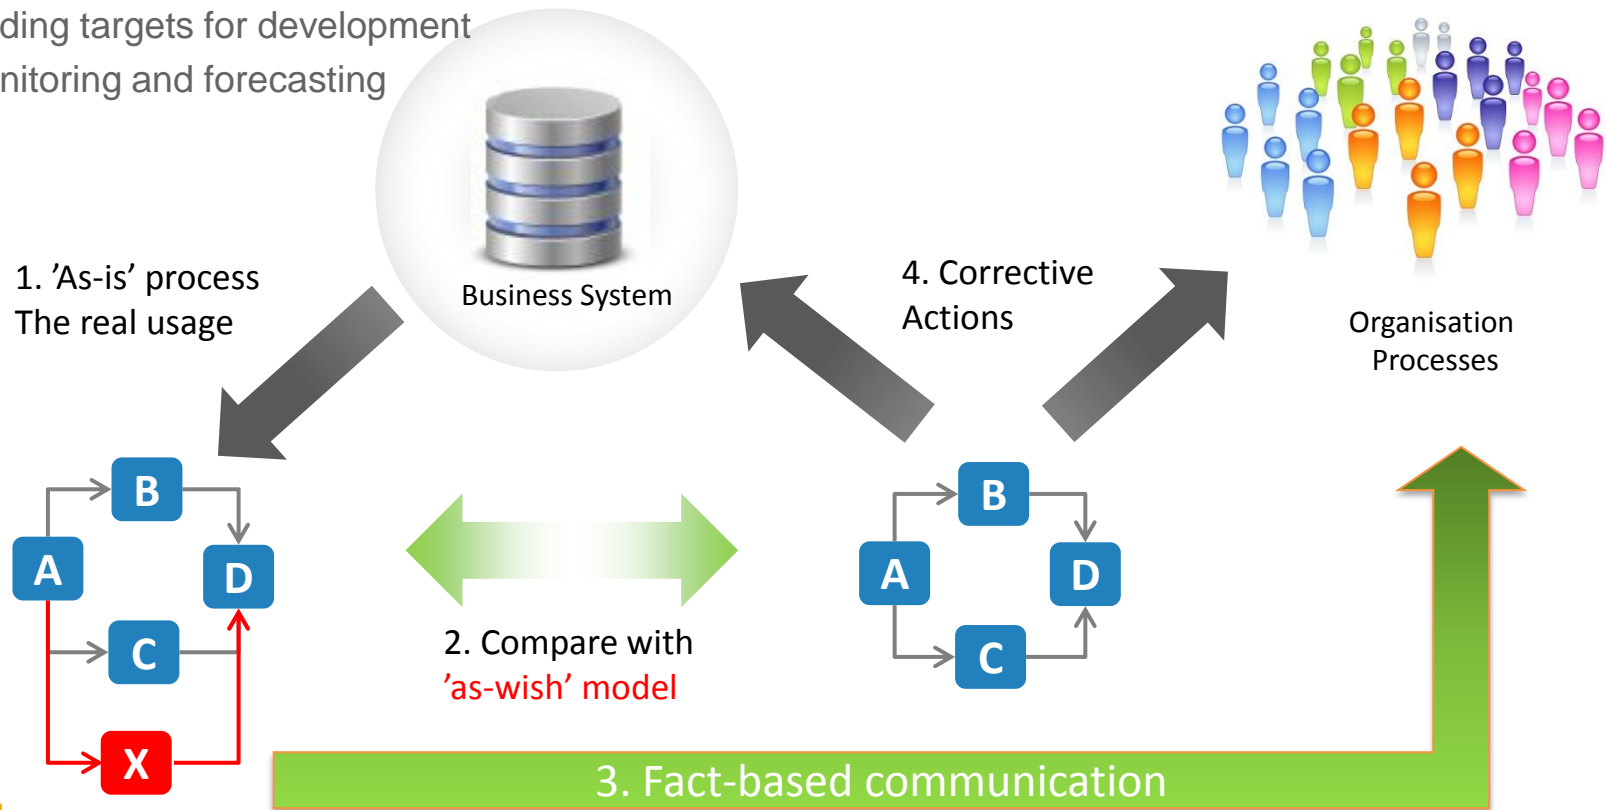 ding targets for development
nitoring and forecasting
Business System
1. ’As-is’ process
The real usage
4. Corrective
Actions
Organisation
Processes
B
A
D
C
X
2. Compare with
’as-wish’ model
B
A
D
C
3. Fact-based communication